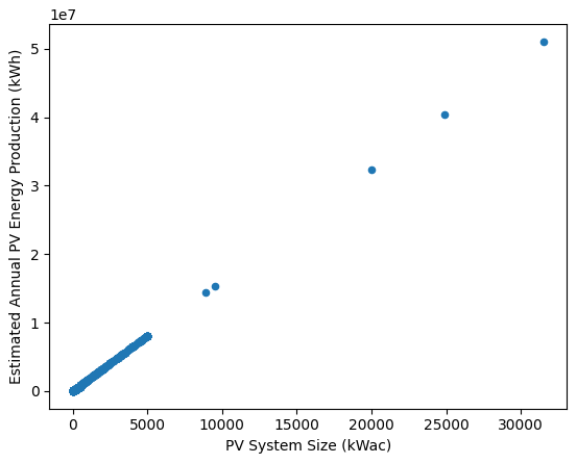 1e7
5
4
3
2
1
0
Estimated Annual PV Energy Production (kWh)
0 5000 10000 15000 20000 25000 30000
PV System Size (kWac)